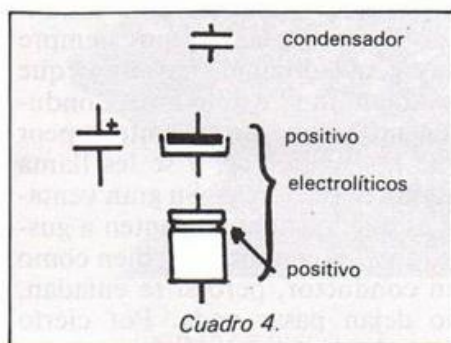 condensador
+
positivo
electrolíticos
positivo
Cuadro 4.